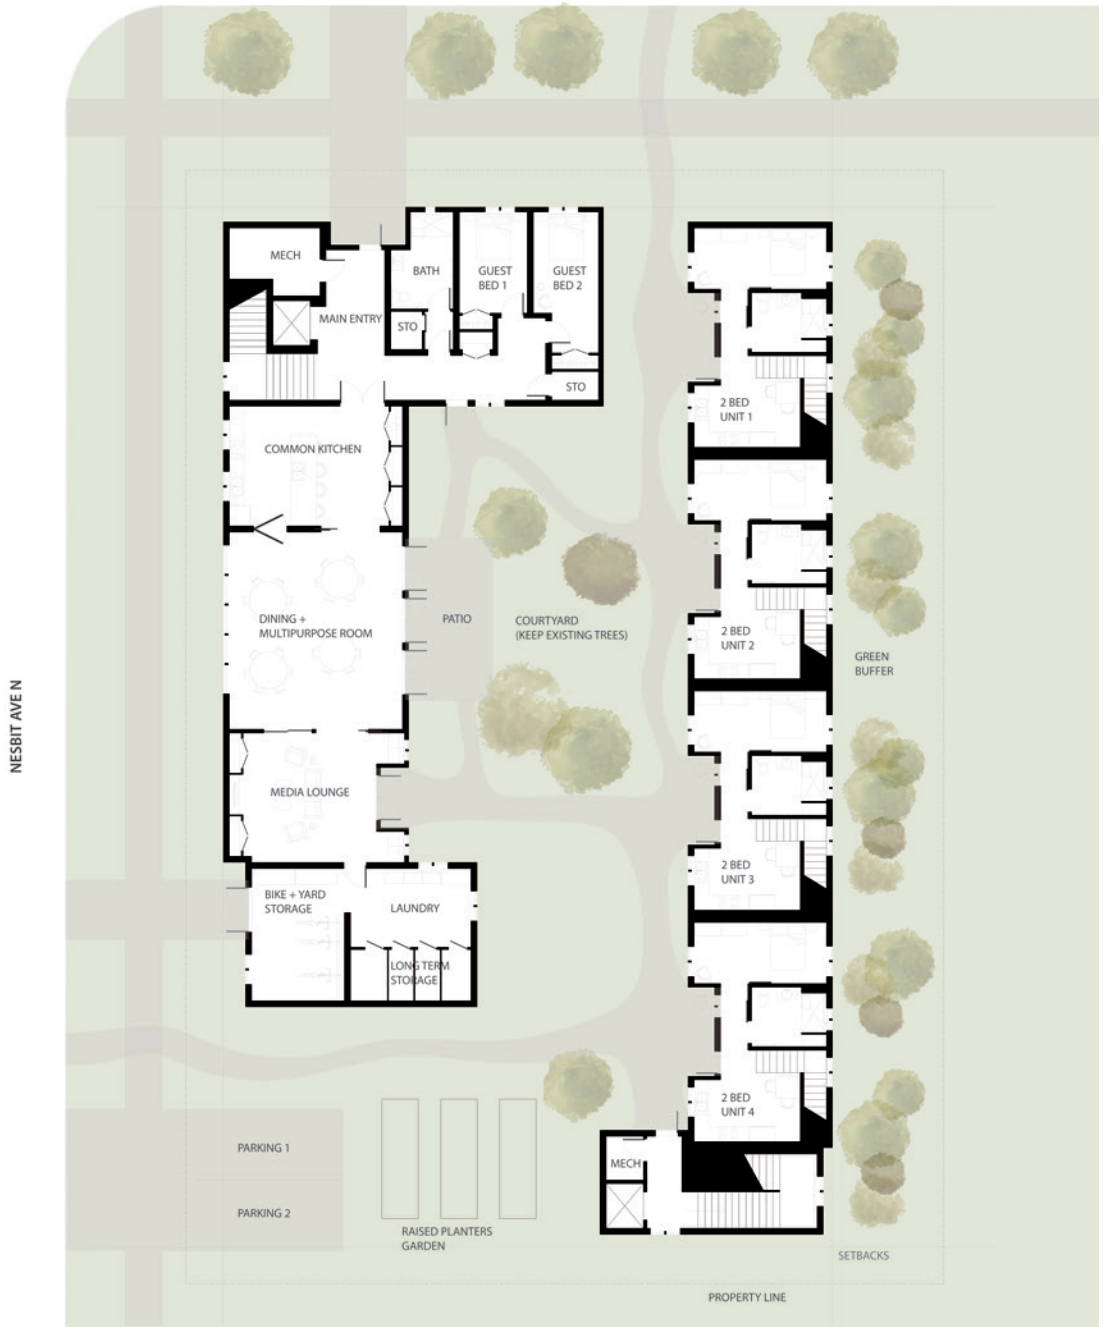 MECH
MAIN ENTRY
BATH
STO
GUEST
BED 1
GUEST
BED 2
STO
2 BED
UNIT 1
COMMON KITCHEN
DINING +
MULTIPURPOSE ROOM
PATIO
COURTYARD
(KEEP EXISTING TREES)
2 BED
UNIT 2
GREEN
BUFFER
NESBIT AVE N
MEDIA LOUNGE
2 BED
UNIT 3
BIKE + YARD
STORAGE
LAUNDRY
LONG TERM
STORAGE
2 BED
UNIT 4
PARKING 1
PARKING 2
MECH
RAISED PLANTERS
GARDEN
SETBACKS
PROPERTY LINE